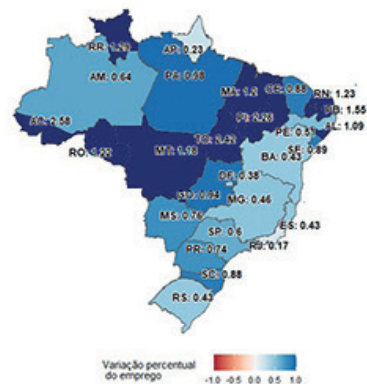 RR: 1.29
AP: 0.23
AM: 0.64
PA: 0.98
MA: 1.2
CE: 0.68
RN: 1.23
PB: 1.55
PI: 2.26
AC: 2.58
PE: 0.53
AL: 1.09
TO: 2.42
SE: 0.89
RO: 1.22
MT: 1.18
BA: 0.43
DF: 0.38
GO: 0.94
MG: 0.46
MS: 0.76
ES: 0.43
SP: 0.6
RJ: 0.17
PR: 0.74
SC: 0.88
RS: 0.43
Variação percentual
do emprego
-1.0 -0.5 0.0 0.5 1.0